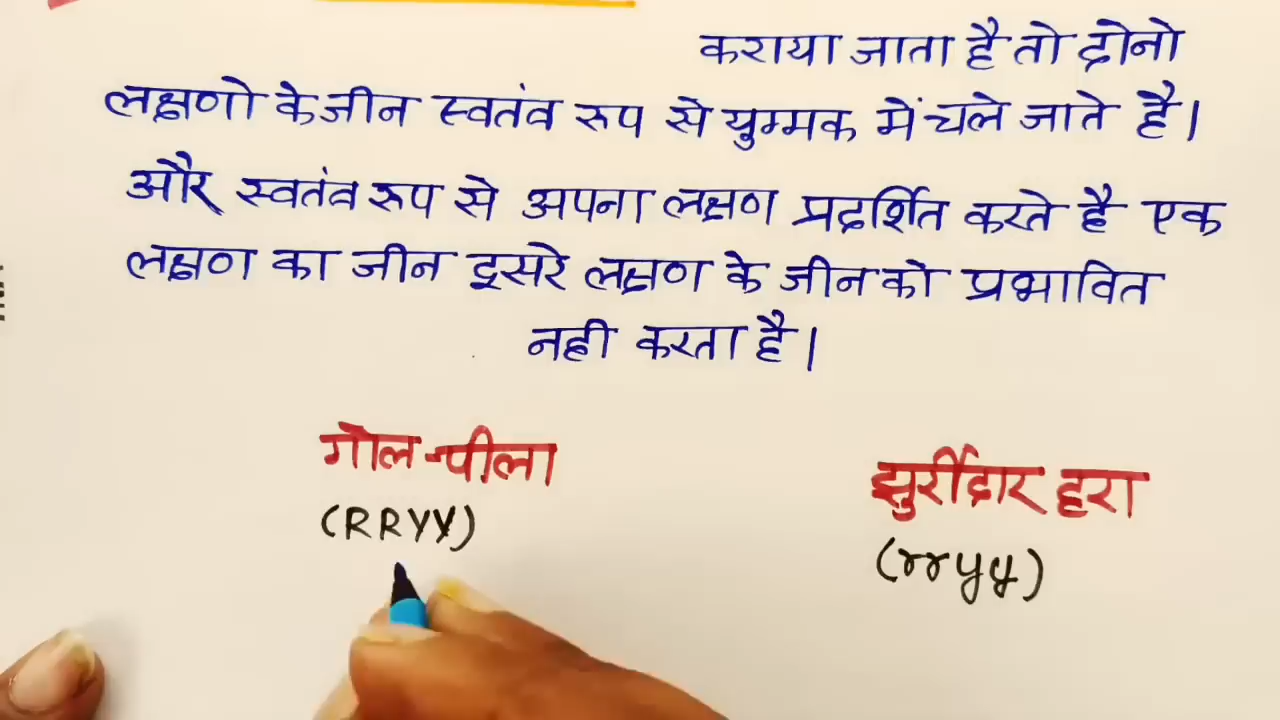 कराया जाता है तो दोनो
लक्षणो के जीन स्वतंत्र रूप से युग्मक में चले जाते है।
और स्वतंत्र रूप से अपना लक्षण प्रदर्शित करते है एक
लक्षण का जीन दूसरे लक्षण के जीन को प्रभावित
नही करता है।
गोल-पीला
झुर्रीदार हरा
(RRYY)
(rryy)